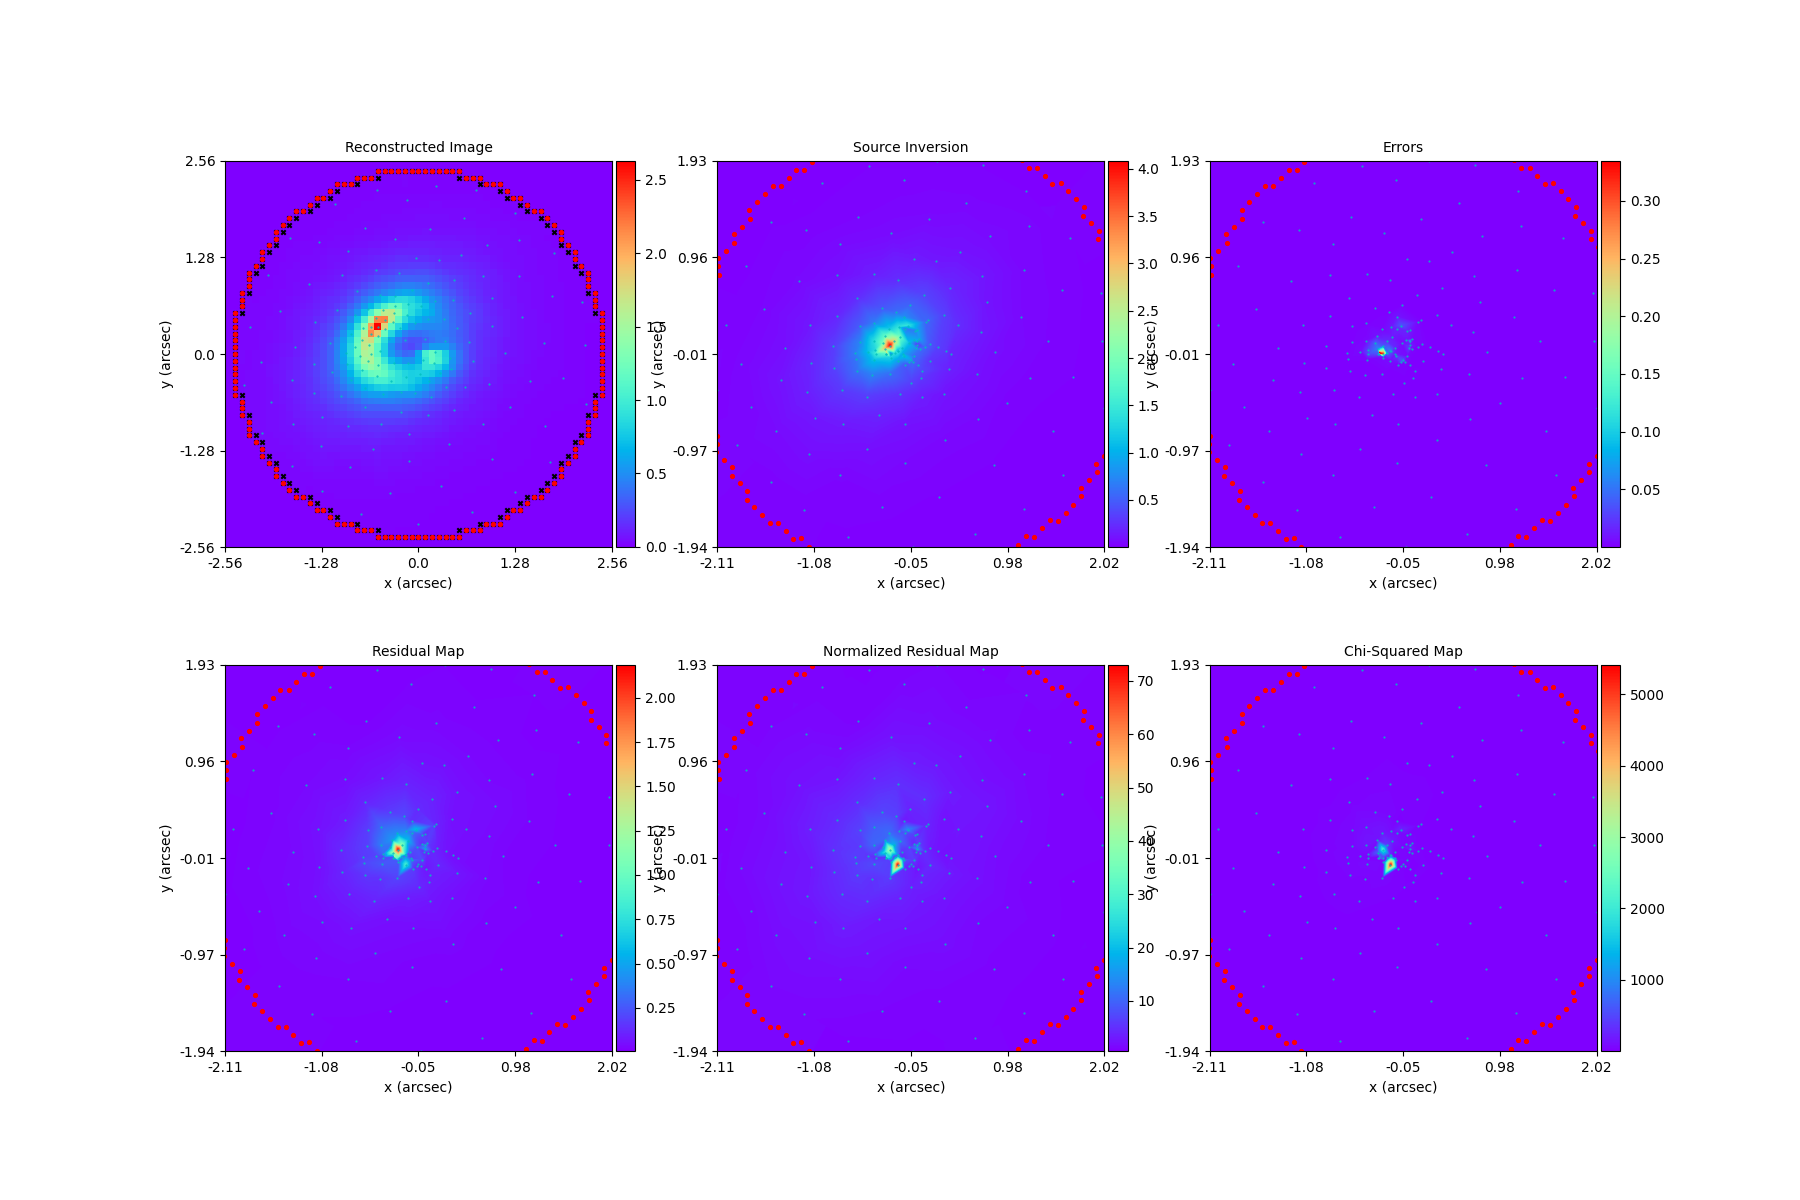 Reconstructed Image
2.56
1.28
0.0
-1.28
-2.56
y (arcsec)
-2.56 -1.28 0.0 1.28 2.56
x (arcsec)
2.5
2.0
1.5
1.0
0.5
0.0
Source Inversion
1.93
0.96
-0.01
-0.97
-1.94
y (arcsec)
-2.11 -1.08 -0.05 0.98 2.02
x (arcsec)
4.0
3.5
3.0
2.5
2.0
1.5
1.0
0.5
Errors
1.93
0.96
-0.01
-0.97
-1.94
y (arcsec)
-2.11 -1.08 -0.05 0.98 2.02
x (arcsec)
0.30
0.25
0.20
0.15
0.10
0.05
Residual Map
1.93
0.96
-0.01
-0.97
-1.94
y (arcsec)
-2.11 -1.08 -0.05 0.98 2.02
x (arcsec)
2.00
1.75
1.50
1.25
1.00
0.75
0.50
0.25
Normalized Residual Map
1.93
0.96
-0.01
-0.97
-1.94
y (arcsec)
-2.11 -1.08 -0.05 0.98 2.02
x (arcsec)
70
60
50
40
30
20
10
Chi-Squared Map
1.93
0.96
-0.01
-0.97
-1.94
y (arcsec)
-2.11 -1.08 -0.05 0.98 2.02
x (arcsec)
5000
4000
3000
2000
1000